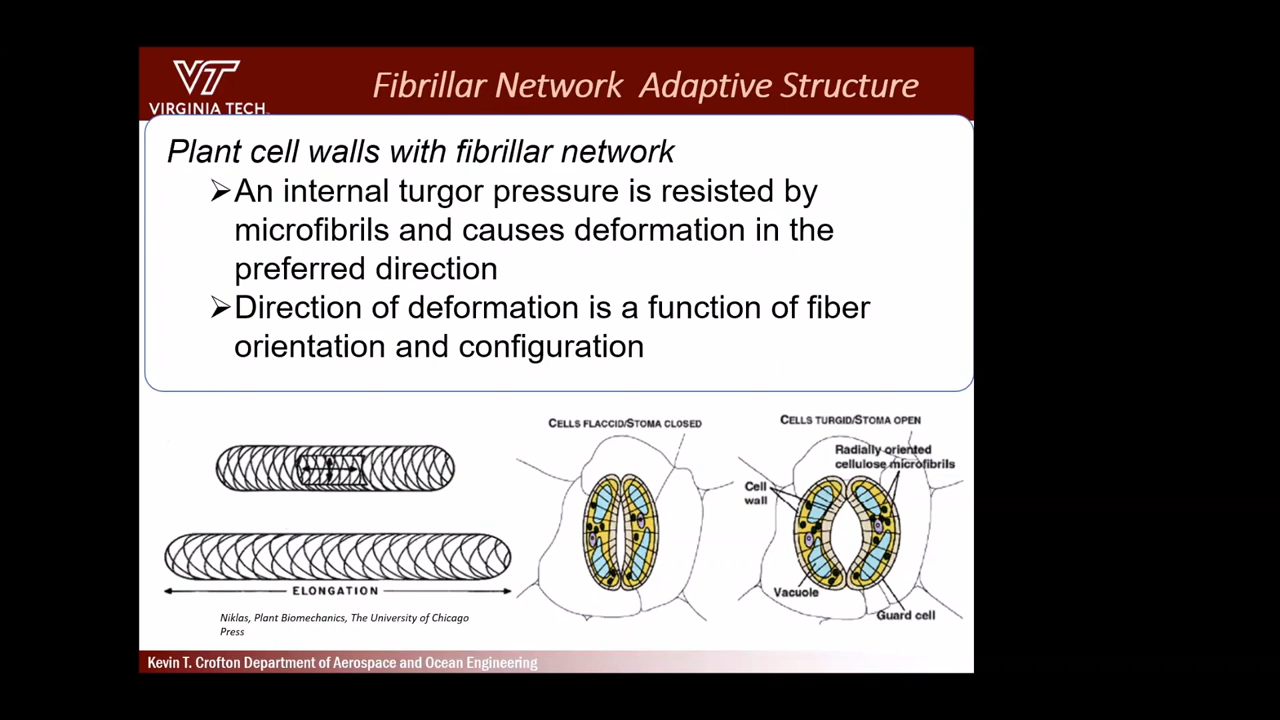 VT
VIRGINIA TECH
Fibrillar Network Adaptive Structure
Plant cell walls with fibrillar network
➢An internal turgor pressure is resisted by
microfibrils and causes deformation in the
preferred direction
➢Direction of deformation is a function of fiber
orientation and configuration
ELONGATION
Niklas, Plant Biomechanics, The University of Chicago
Press
CELLS FLACCID/STOMA CLOSED
CELLS TURGID/STOMA OPEN
Radially oriented
cellulose microfibrils
Cell
wall
Vacuole
Guard cell
Kevin T. Crofton Department of Aerospace and Ocean Engineering